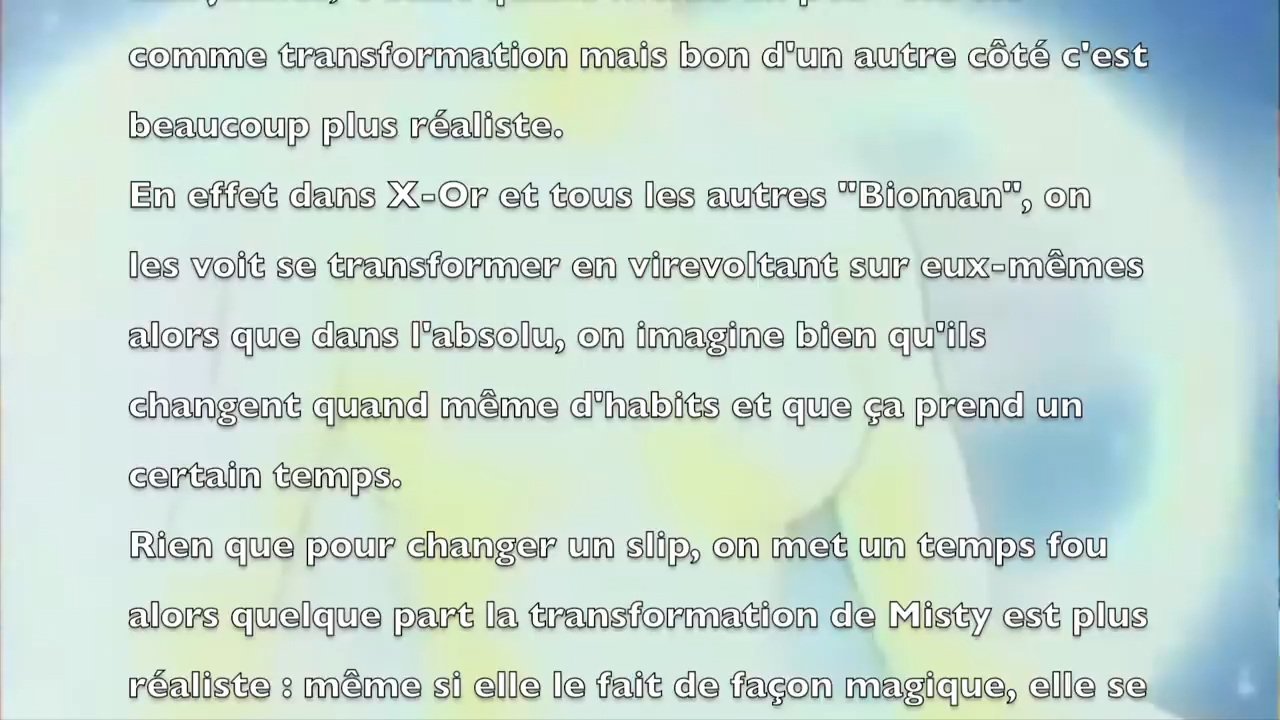 comme transformation mais bon d'un autre côté c'est
beaucoup plus réaliste.
En effet dans X-Or et tous les autres "Bioman", on
les voit se transformer en virevoltant sur eux-mêmes
alors que dans l'absolu, on imagine bien qu'ils
changent quand même d'habits et que ça prend un
certain temps.
Rien que pour changer un slip, on met un temps fou
alors quelque part la transformation de Misty est plus
réaliste : même si elle le fait de façon magique, elle se